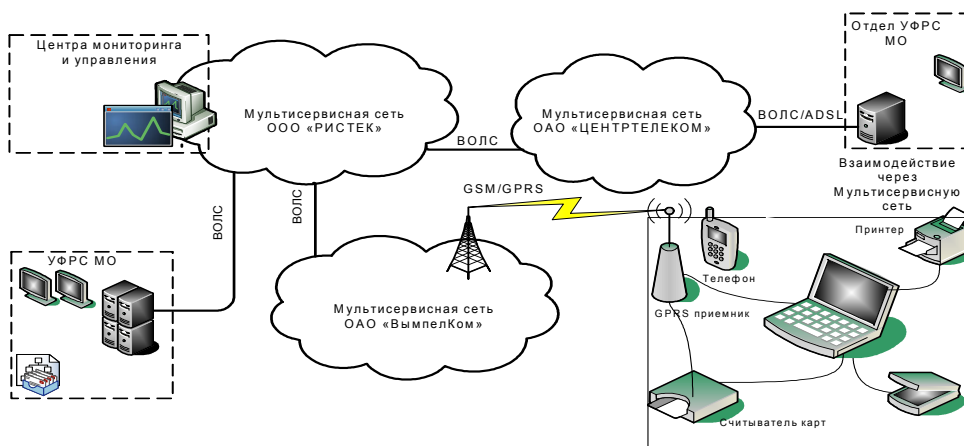 Центра мониторинга
и управления
Мультисервисная сеть
ООО «РИСТЕК»
Мультисервисная сеть
ОАО «ЦЕНТРТЕЛЕКОМ»
Отдел УФРС
МО
ВОЛС/ADSL
ВОЛС
Взаимодействие
через
Мультисервисную
сеть
GSM/GPRS
ВОЛС
ВОЛС
Принтер
УФРС МО
Телефон
Мультисервисная сеть
ОАО «ВымпелКом»
GPRS приемник
Считыватель карт